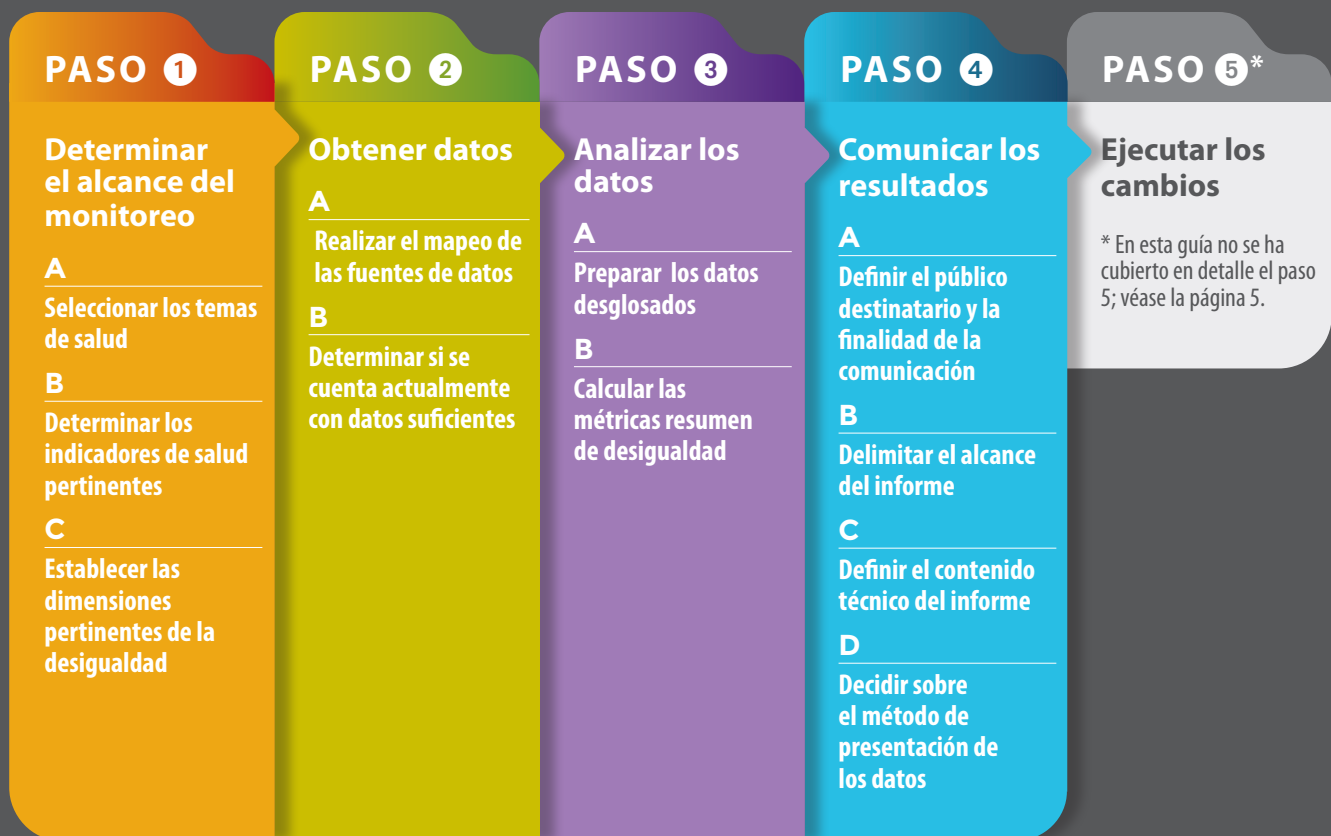 PASO 1
Determinar
el alcance del
monitoreo
A
Seleccionar los temas
de salud
B
Determinar los
indicadores de salud
pertinentes
C
Establecer las
dimensiones
pertinentes de la
desigualdad
PASO 2
Obtener datos
A
Realizar el mapeo de
las fuentes de datos
B
Determinar si se
cuenta actualmente
con datos suficientes
PASO 3
Analizar los
datos
A
Preparar los datos
desglosados
B
Calcular las
métricas resumen
de desigualdad
PASO 4
Comunicar los
resultados
A
Definir el público
destinatario y la
finalidad de la
comunicación
B
Delimitar el alcance
del informe
C
Definir el contenido
técnico del informe
D
Decidir sobre
el método de
presentación de
los datos
PASO 5*
Ejecutar los
cambios
* En esta guía no se ha
cubierto en detalle el paso
5; véase la página 5.